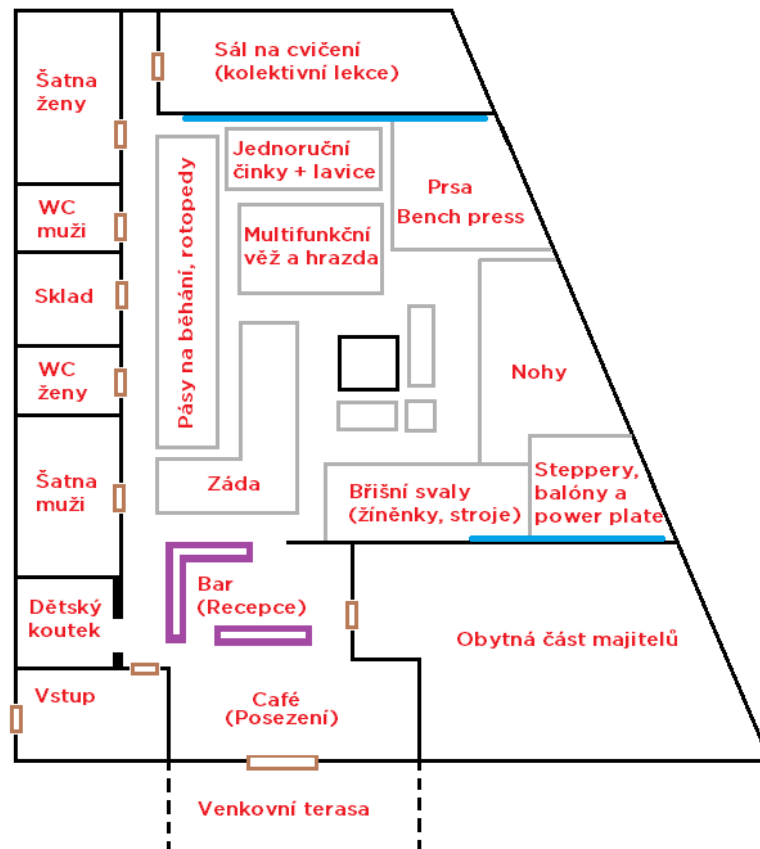 Sál na cvičení
(kolektivní lekce)
Šatna
ženy
Jednoruční
činky + lavice
Prsa
Bench press
WC
muži
Multifunkční
věž a hrazda
Pásy na běhání, rotopedy
Sklad
WC
ženy
Nohy
Záda
Šatna
muži
Břišní svaly
(žíněnky, stroje)
Steppery,
balóny a
power plate
Bar
(Recepce)
Dětský
koutek
Obytná část majitelů
Vstup
Café
(Posezení)
Venkovní terasa